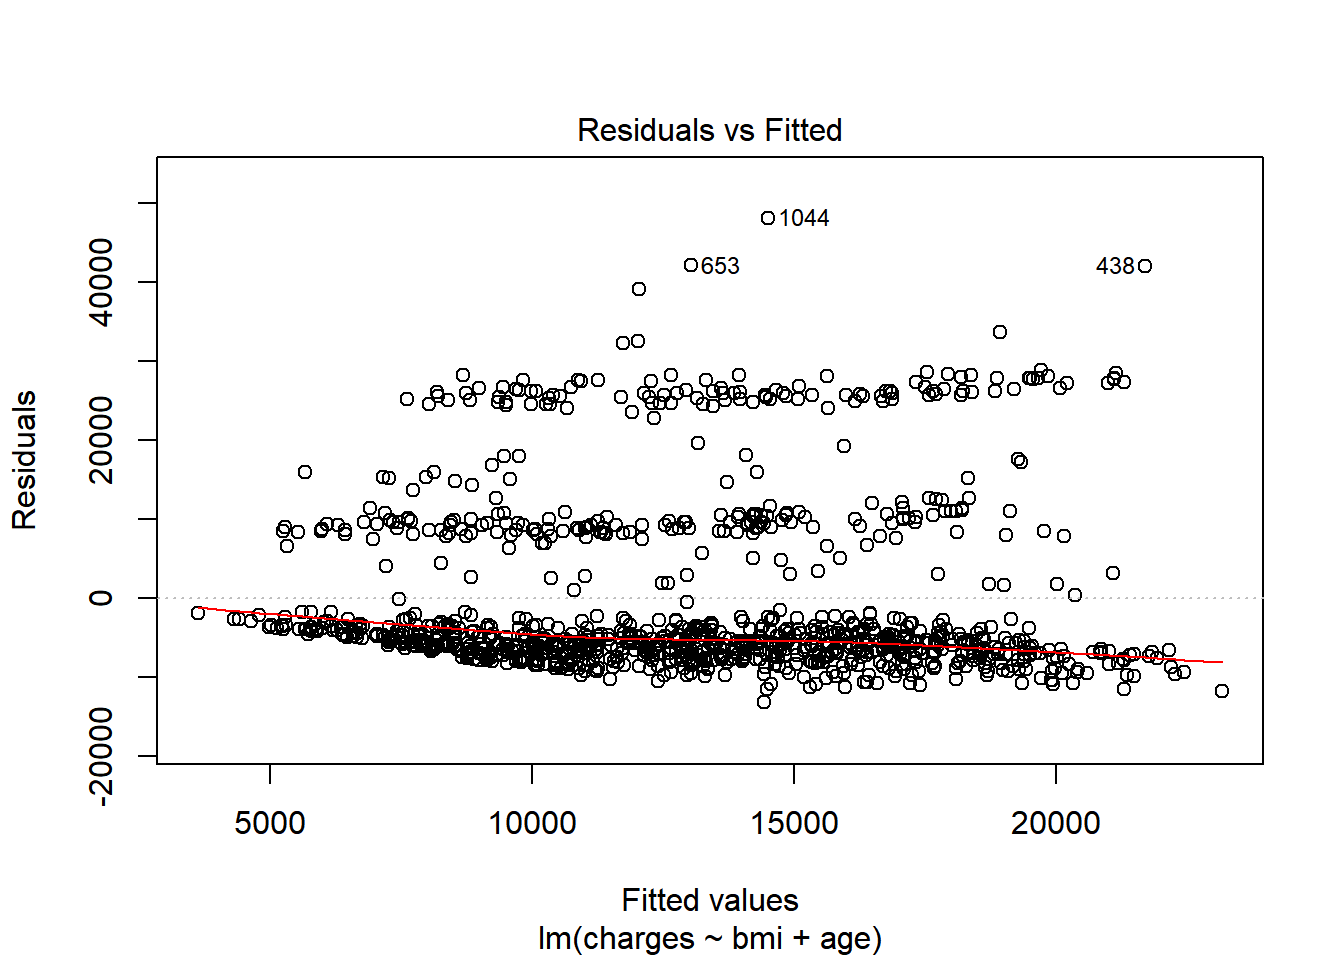 Residuals vs Fitted
1044
653
438
Residuals
40000
20000
0
-20000
5000 10000 15000 20000
Fitted values
lm(charges ~ bmi + age)